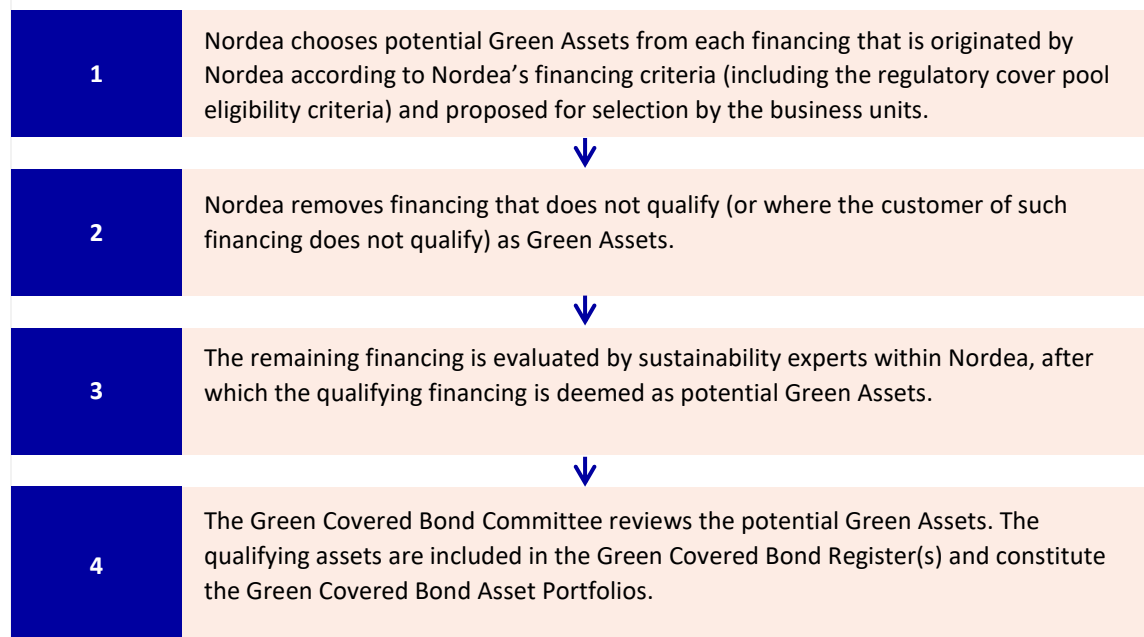 1
Nordea chooses potential Green Assets from each financing that is originated by
Nordea according to Nordea’s financing criteria (including the regulatory cover pool
eligibility criteria) and proposed for selection by the business units.
2
Nordea removes financing that does not qualify (or where the customer of such
financing does not qualify) as Green Assets.
3
The remaining financing is evaluated by sustainability experts within Nordea, after
which the qualifying financing is deemed as potential Green Assets.
4
The Green Covered Bond Committee reviews the potential Green Assets. The
qualifying assets are included in the Green Covered Bond Register(s) and constitute
the Green Covered Bond Asset Portfolios.